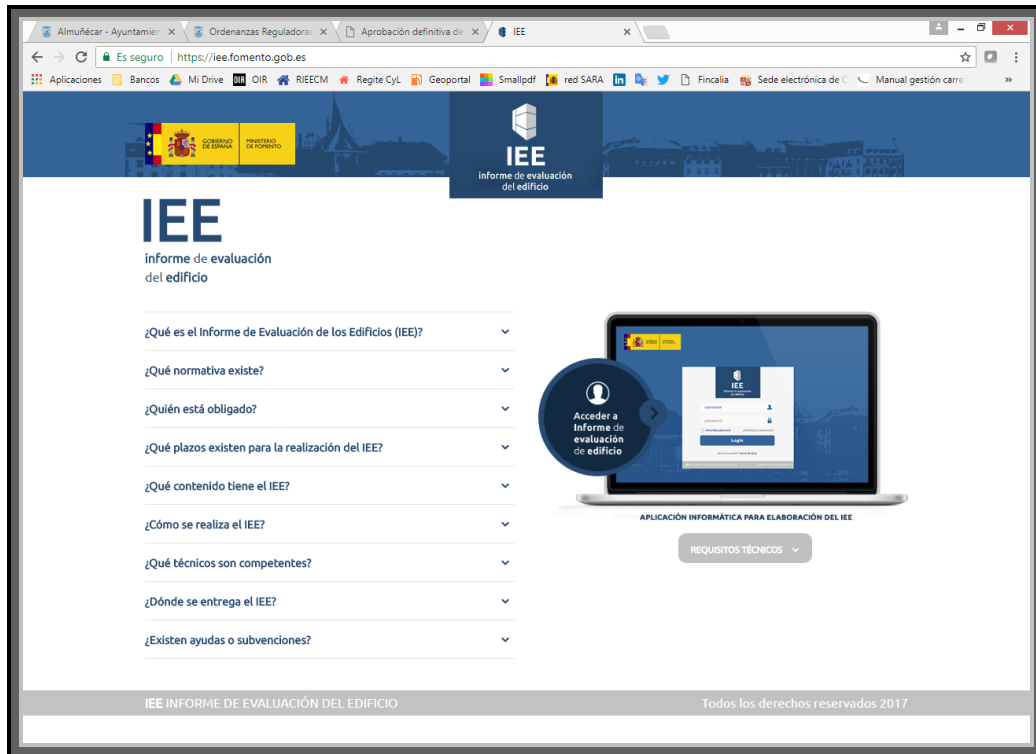 Almuñécar - Ayuntamien
Ordenanzas Reguladoras
Aprobación definitiva de
IEE
Es seguro | https://iee.fomento.gob.es
Aplicaciones
Bancos
Mi Drive
OIR OIR
RIEECM
Regite CyL
Geoportal
Smallpdf
red SARA
in
Fincalia
Sede electrónica de C
Manual gestión carre
»
GOBIERNO DE ESPAÑA
MINISTERIO DE FOMENTO
IEE
informe de evaluación
del edificio
IEE
informe de evaluación
del edificio
¿Qué es el Informe de Evaluación de los Edificios (IEE)?
¿Qué normativa existe?
¿Quién está obligado?
¿Qué plazos existen para la realización del IEE?
¿Qué contenido tiene el IEE?
¿Cómo se realiza el IEE?
¿Qué técnicos son competentes?
¿Dónde se entrega el IEE?
¿Existen ayudas o subvenciones?
Acceder a
Informe de
evaluación
de edificio
IEE
Login
APLICACIÓN INFORMÁTICA PARA ELABORACIÓN DEL IEE
REQUISITOS TÉCNICOS
IEE INFORME DE EVALUACIÓN DEL EDIFICIO
Todos los derechos reservados 2017